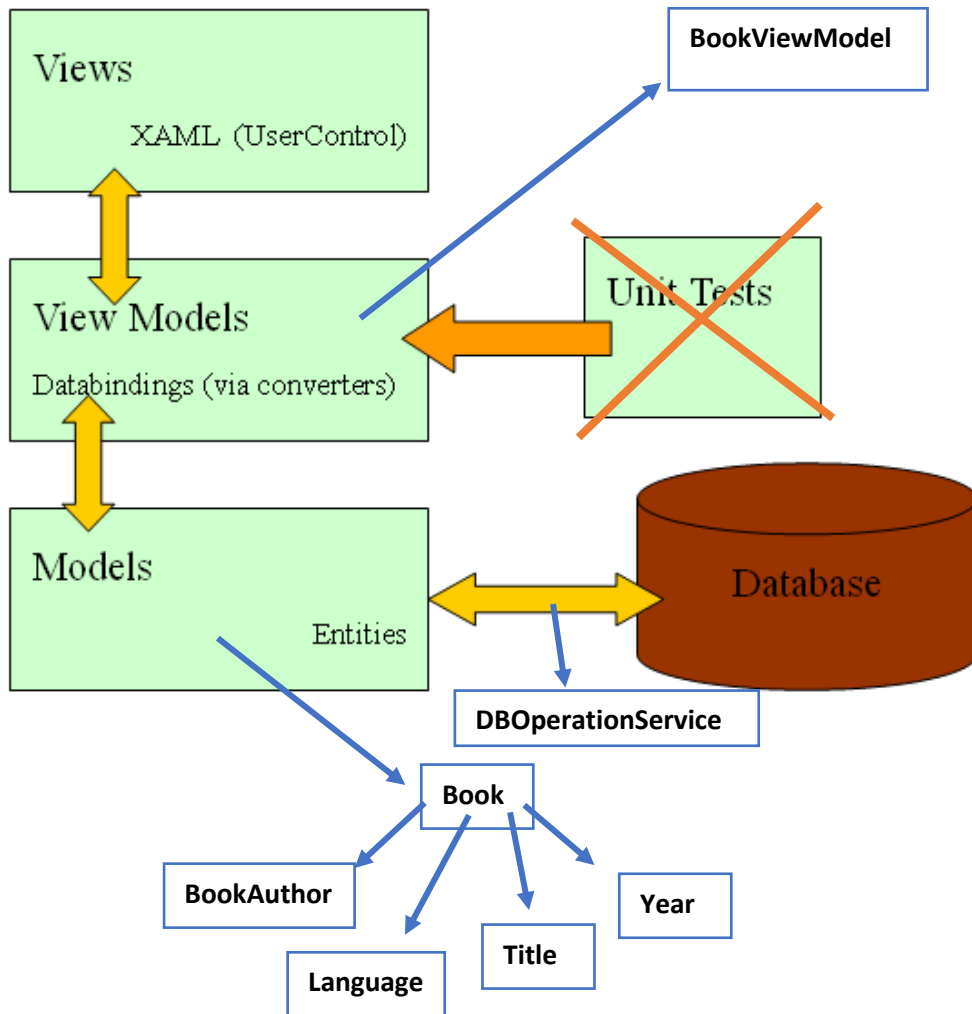 BookViewModel
Views
XAML (UserControl)
View Models
Databindings (via converters)
Unit Tests
Models
Entities
Database
DBOperationService
Book
BookAuthor
Year
Title
Language